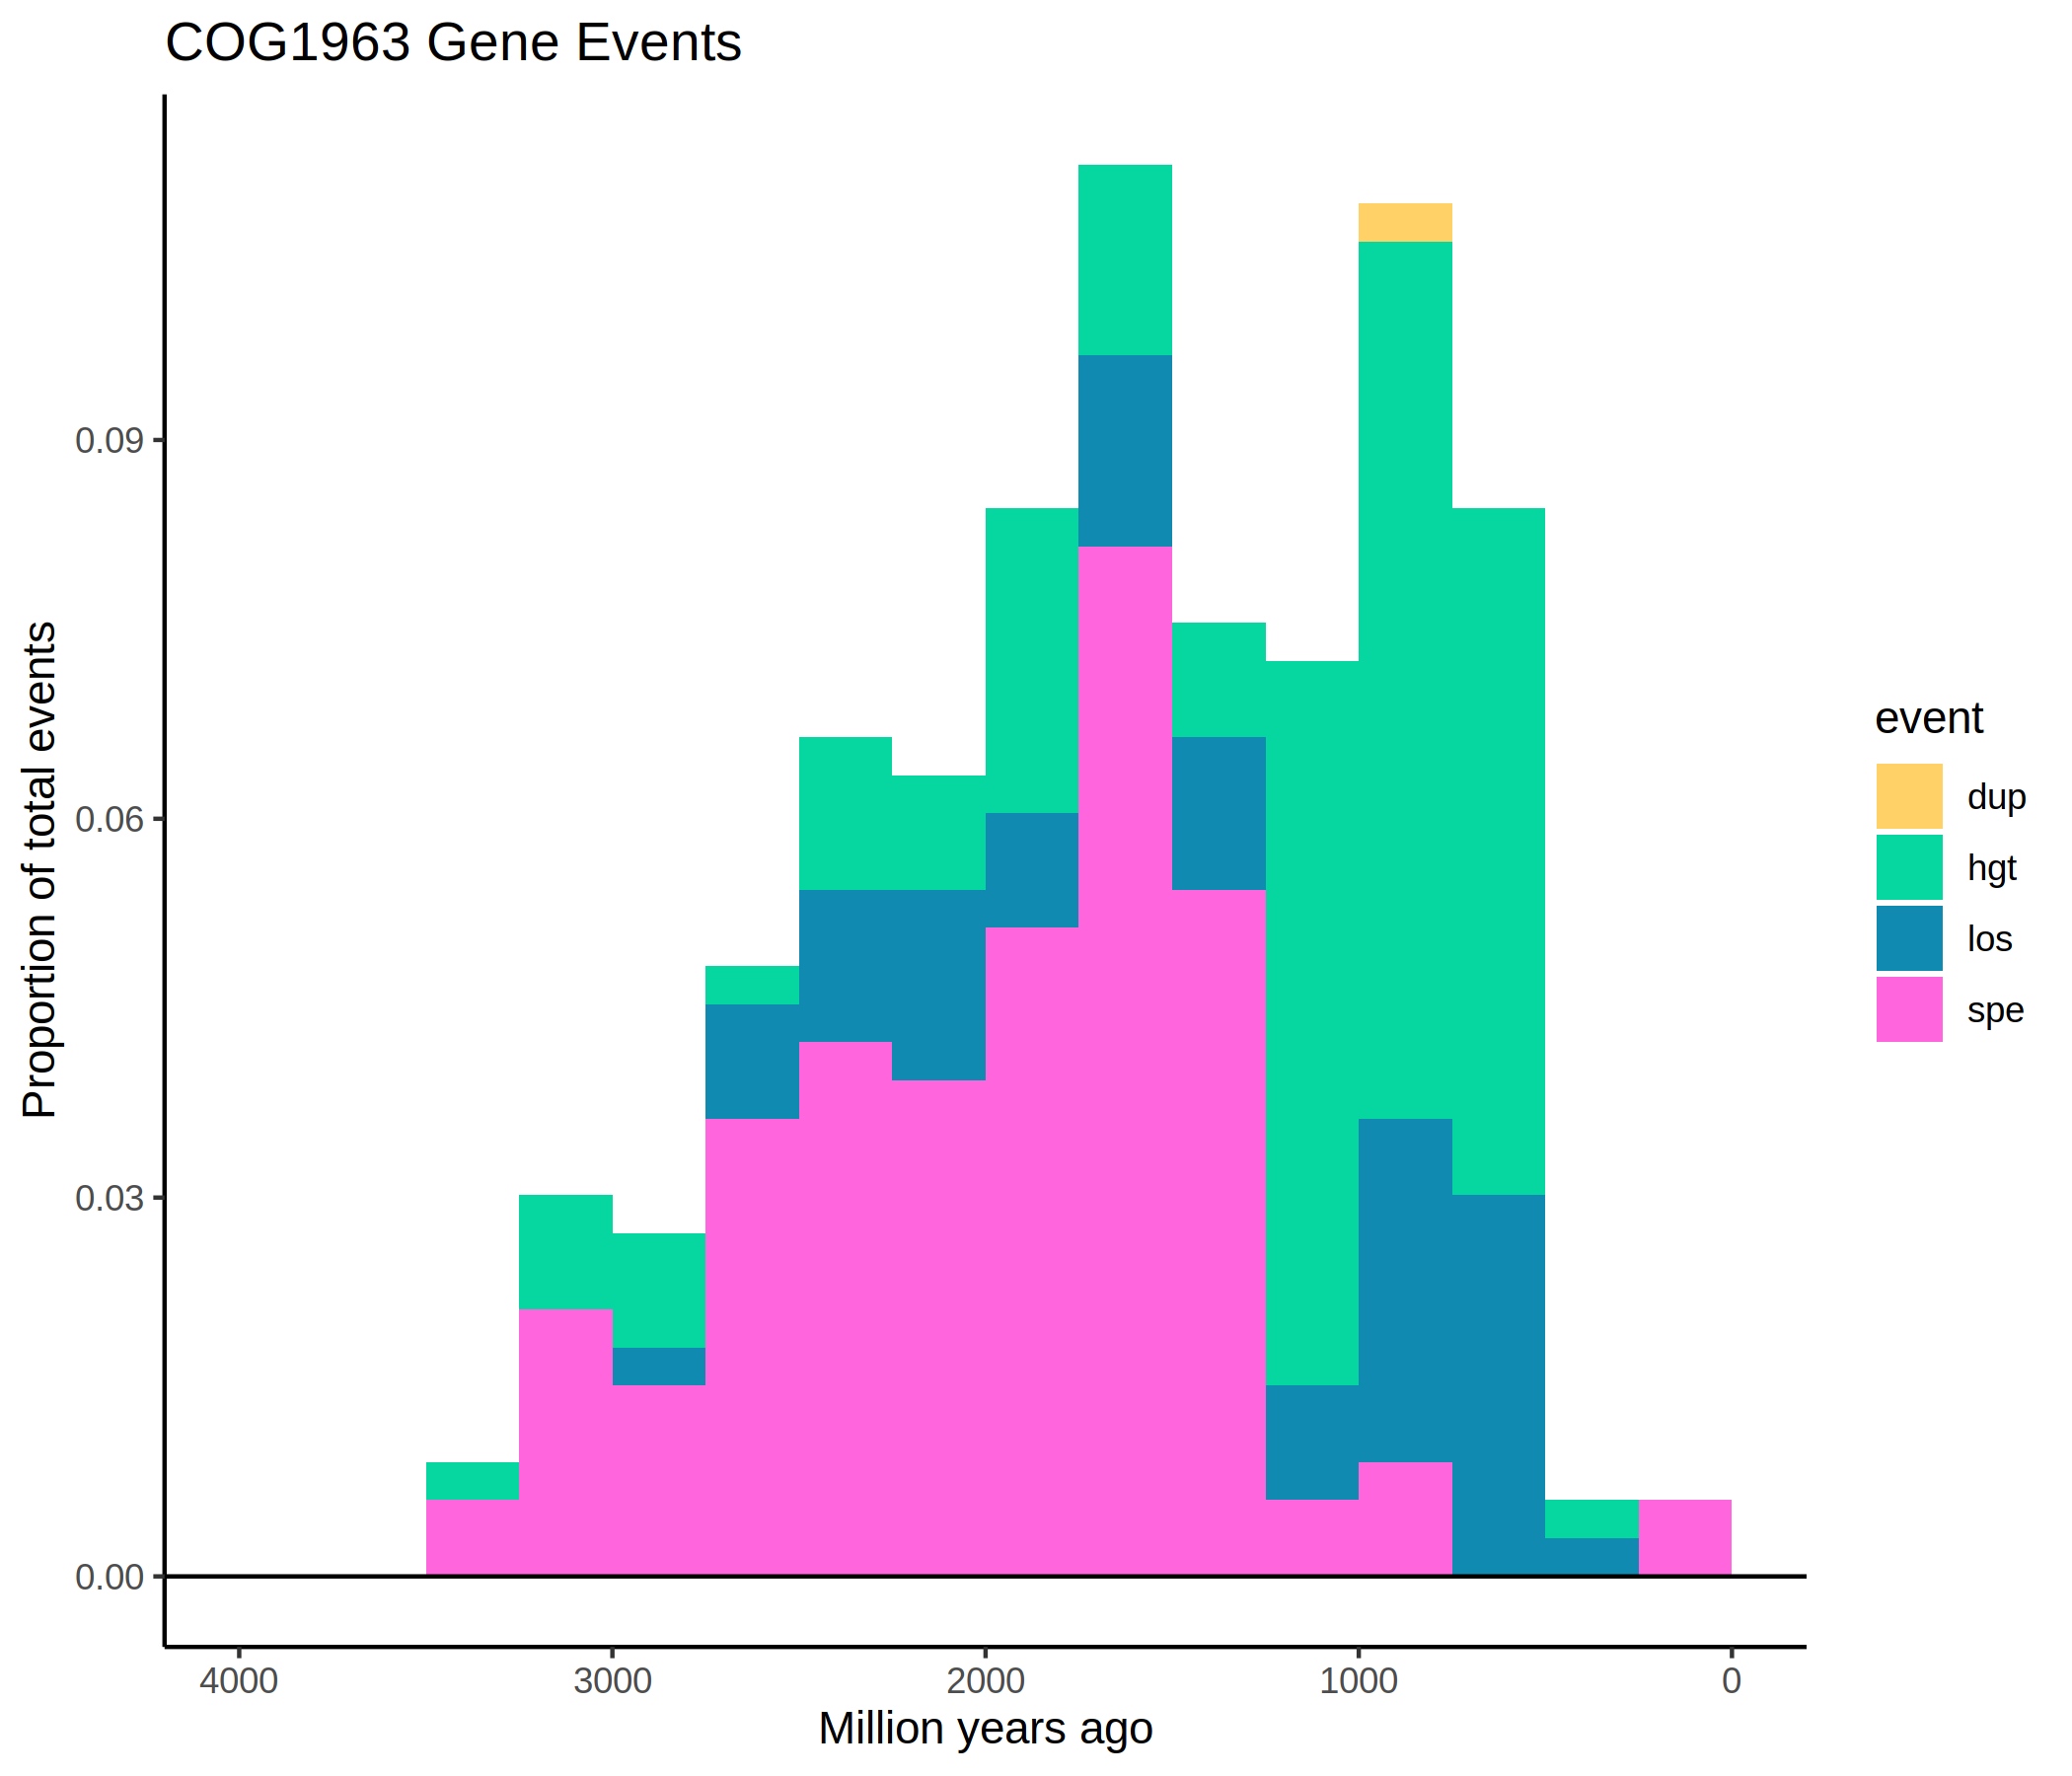 COG1963 Gene Events
Proportion of total events
0.09
0.06
0.03
0.00
4000
3000
2000
1000
0
Million years ago
event
dup
hgt
los
spe